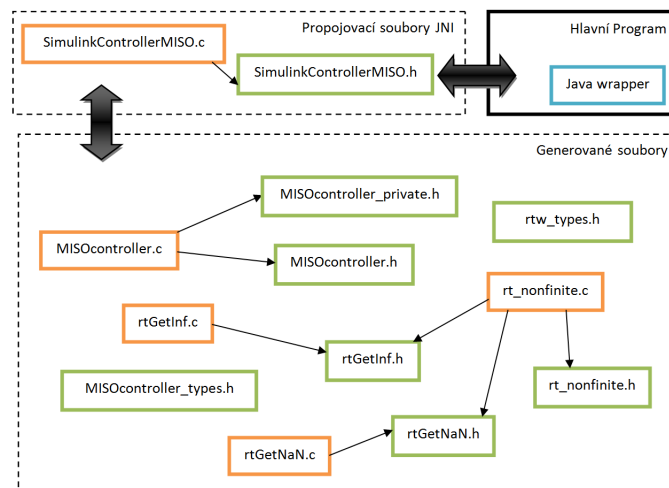 Propojovací soubory JNI
Hlavní Program
SimulinkControllerMISO.c
SimulinkControllerMISO.h
Java wrapper
Generované soubory
MISOcontroller_private.h
rtw_types.h
MISOcontroller.c
MISOcontroller.h
rt_nonfinite.c
rtGetInf.c
rtGetInf.h
rt_nonfinite.h
MISOcontroller_types.h
rtGetNaN.h
rtGetNaN.c